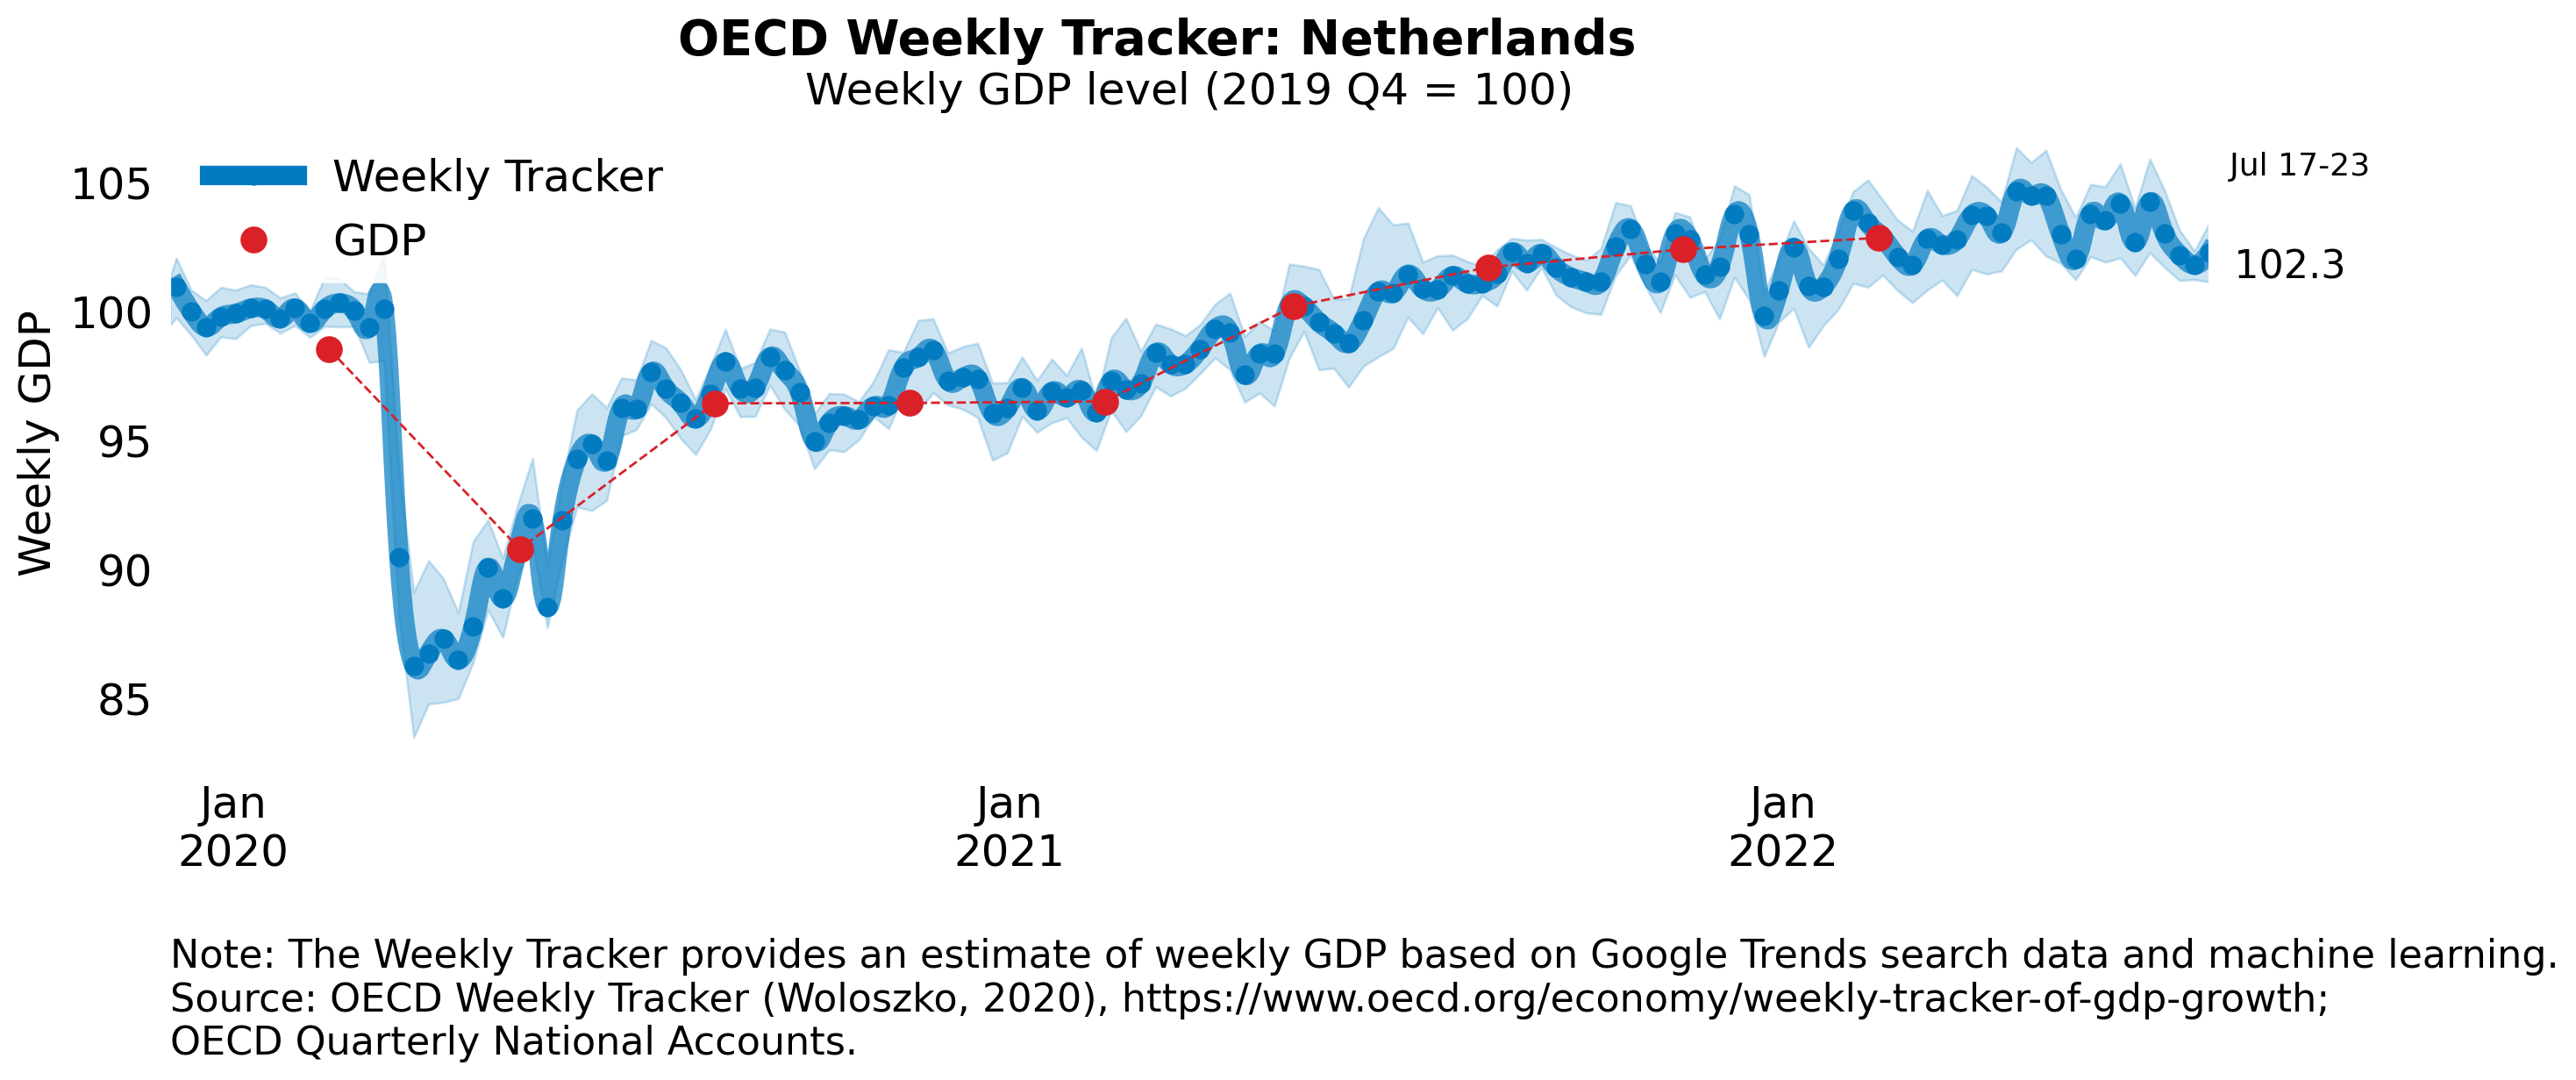 OECD Weekly Tracker: Netherlands
Weekly GDP level (2019 Q4 = 100)
Weekly Tracker
GDP
Jul 17-23
102.3
Weekly GDP
105
100
95
90
85
Jan
2020
Jan
2021
Jan
2022
Note: The Weekly Tracker provides an estimate of weekly GDP based on Google Trends search data and machine learning.
Source: OECD Weekly Tracker (Woloszko, 2020), https://www.oecd.org/economy/weekly-tracker-of-gdp-growth;
OECD Quarterly National Accounts.